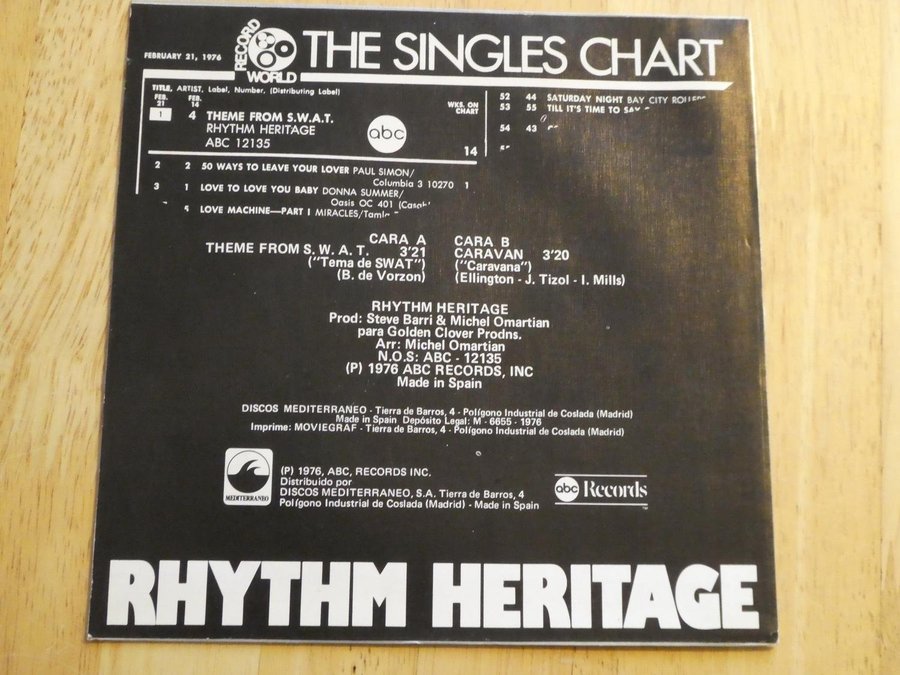 FEBRUARY 21, 1976
RECORD WORLD
THE SINGLES CHART
TITLE, ARTIST, Label, Number, (Distributing Label)
FEB. 21 FEB. 14 WKS. ON CHART
1 4 THEME FROM S.W.A.T.
RHYTHM HERITAGE
ABC 12135 abc 14
2 2 50 WAYS TO LEAVE YOUR LOVER PAUL SIMON/
Columbia 3 10270 1
3 1 LOVE TO LOVE YOU BABY DONNA SUMMER/
Oasis OC 401
LOVE MACHINE—PART I MIRACLES/
52 44 SATURDAY NIGHT BAY CITY ROLLERS
53 55 TILL IT'S TIME TO SAY
54 43
CARA A
THEME FROM S. W. A. T. 3'21
("Tema de SWAT")
(B. de Vorzon)
CARA B
CARAVAN 3'20
("Caravana")
(Ellington - J. Tizol - I. Mills)
RHYTHM HERITAGE
Prod: Steve Barri & Michel Omartian
para Golden Clover Prodns.
Arr: Michel Omartian
N.O.S: ABC - 12135
(P) 1976 ABC RECORDS, INC
Made in Spain
DISCOS MEDITERRANEO - Tierra de Barros, 4 - Polígono Industrial de Coslada (Madrid)
Made in Spain Depósito Legal: M - 6655 - 1976
Imprime: MOVIEGRAF - Tierra de Barros, 4 - Polígono Industrial de Coslada (Madrid)
MEDITERRANEO
(P) 1976, ABC, RECORDS INC.
Distribuido por
DISCOS MEDITERRANEO, S.A. Tierra de Barros, 4
Polígono Industrial de Coslada (Madrid) - Made in Spain
abc Records
TM
RHYTHM HERITAGE